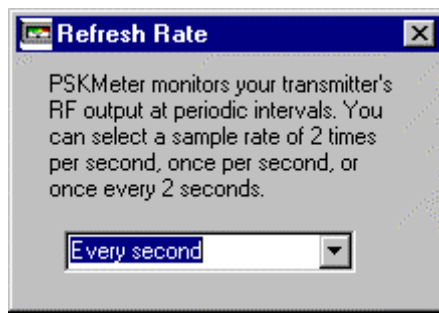 Refresh Rate
PSKMeter monitors your transmitter's
RF output at periodic intervals. You
can select a sample rate of 2 times
per second, once per second, or
once every 2 seconds.
Every second